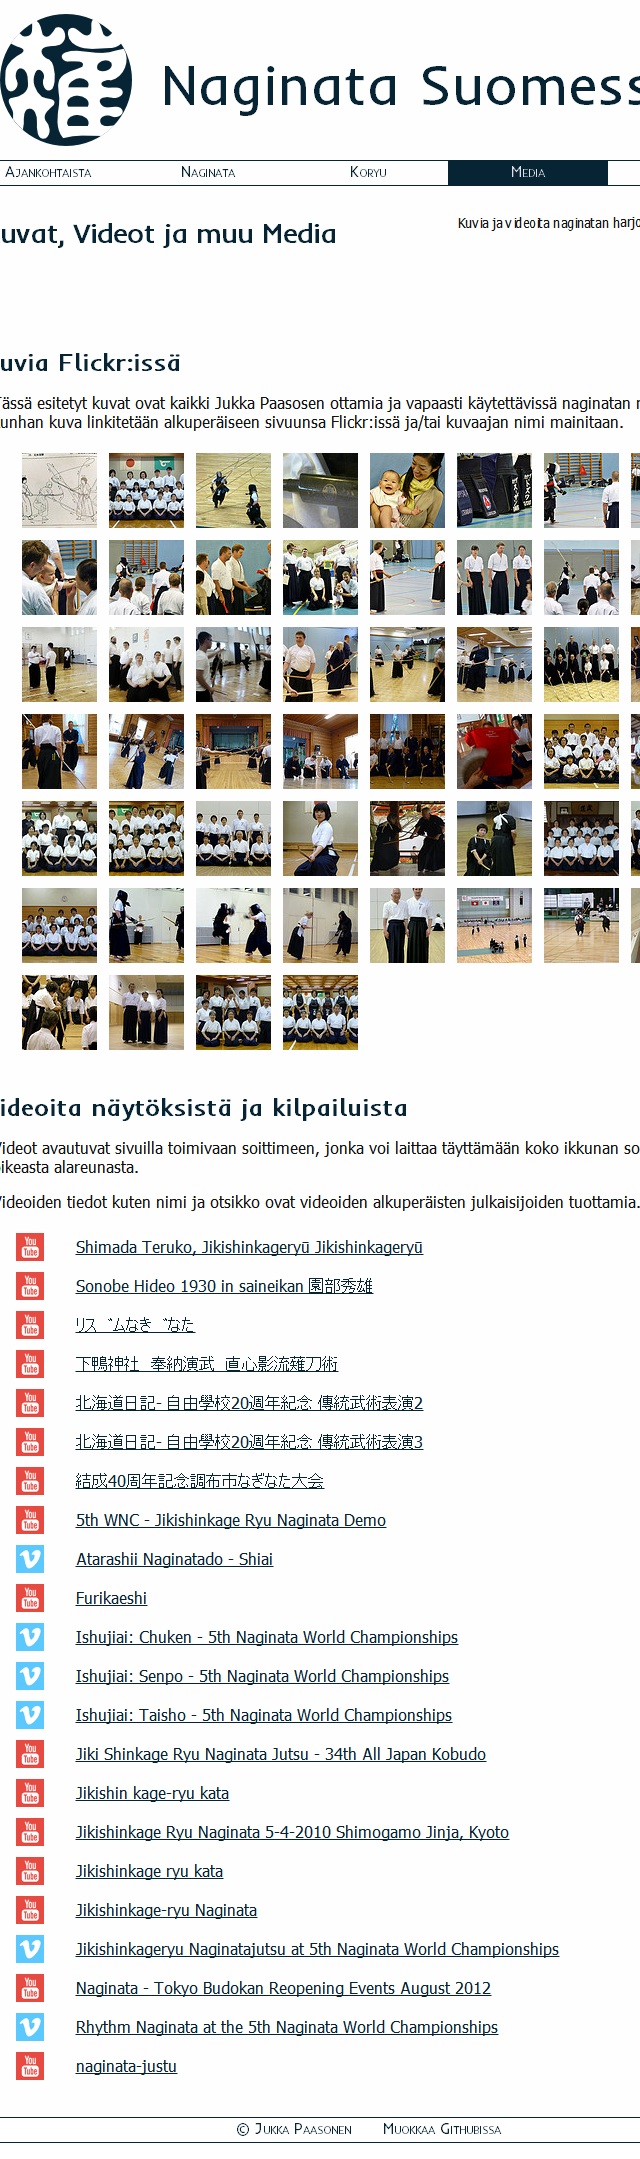 Naginata Suomess
Ajankohtaista Naginata Koryu Media
uvat, Videot ja muu Media
Kuvia ja videoita naginatan harjo
uvia Flickr:issä
Tässä esitetyt kuvat ovat kaikki Jukka Paasosen ottamia ja vapaasti käytettävissä naginatan
unhan kuva linkitetään alkuperäiseen sivuunsa Flickr:issä ja/tai kuvaajan nimi mainitaan.
ideoita näytöksistä ja kilpailuista
Videot avautuvat sivuilla toimivaan soittimeen, jonka voi laittaa täyttämään koko ikkunan so
oikeasta alareunasta.
Videoiden tiedot kuten nimi ja otsikko ovat videoiden alkuperäisten julkaisijoiden tuottamia.
You Tube Shimada Teruko, Jikishinkageryū Jikishinkageryū
You Tube Sonobe Hideo 1930 in saineikan 園部秀雄
You Tube リズムなぎなた
You Tube 下鴨神社 奉納演武 直心影流薙刀術
You Tube 北海道日記- 自由學校20週年紀念 傳統武術表演2
You Tube 北海道日記- 自由學校20週年紀念 傳統武術表演3
You Tube 結成40周年記念調布市なぎなた大会
You Tube 5th WNC - Jikishinkage Ryu Naginata Demo
Atarashii Naginatado - Shiai
You Tube Furikaeshi
Ishujiai: Chuken - 5th Naginata World Championships
Ishujiai: Senpo - 5th Naginata World Championships
Ishujiai: Taisho - 5th Naginata World Championships
You Tube Jiki Shinkage Ryu Naginata Jutsu - 34th All Japan Kobudo
You Tube Jikishin kage-ryu kata
You Tube Jikishinkage Ryu Naginata 5-4-2010 Shimogamo Jinja, Kyoto
You Tube Jikishinkage ryu kata
You Tube Jikishinkage-ryu Naginata
Jikishinkageryu Naginatajutsu at 5th Naginata World Championships
You Tube Naginata - Tokyo Budokan Reopening Events August 2012
Rhythm Naginata at the 5th Naginata World Championships
You Tube naginata-justu
© Jukka Paasonen Muokkaa Githubissa